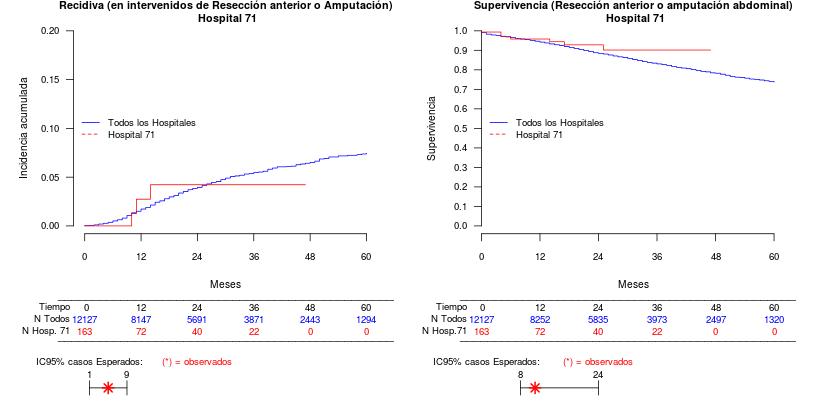 Recidiva (en intervenidos de Resección anterior o Amputación)
Hospital 71
0.20
0.15
0.10
0.05
0.00
Incidencia acumulada
Todos los Hospitales
Hospital 71
0 12 24 36 48 60
Meses
Tiempo 0 12 24 36 48 60
N Todos 12127 8147 5691 3871 2443 1294
N Hosp. 71 163 72 40 22 0 0
IC95% casos Esperados: (*) = observados
1 9
Supervivencia (Resección anterior o amputación abdominal)
Hospital 71
1.0
0.9
0.8
0.7
0.6
0.5
0.4
0.3
0.2
0.1
0.0
Supervivencia
Todos los Hospitales
Hospital 71
0 12 24 36 48 60
Meses
Tiempo 0 12 24 36 48 60
N Todos 12127 8252 5835 3973 2497 1320
N Hosp.71 163 72 40 22 0 0
IC95% casos Esperados: (*) = observados
8 24